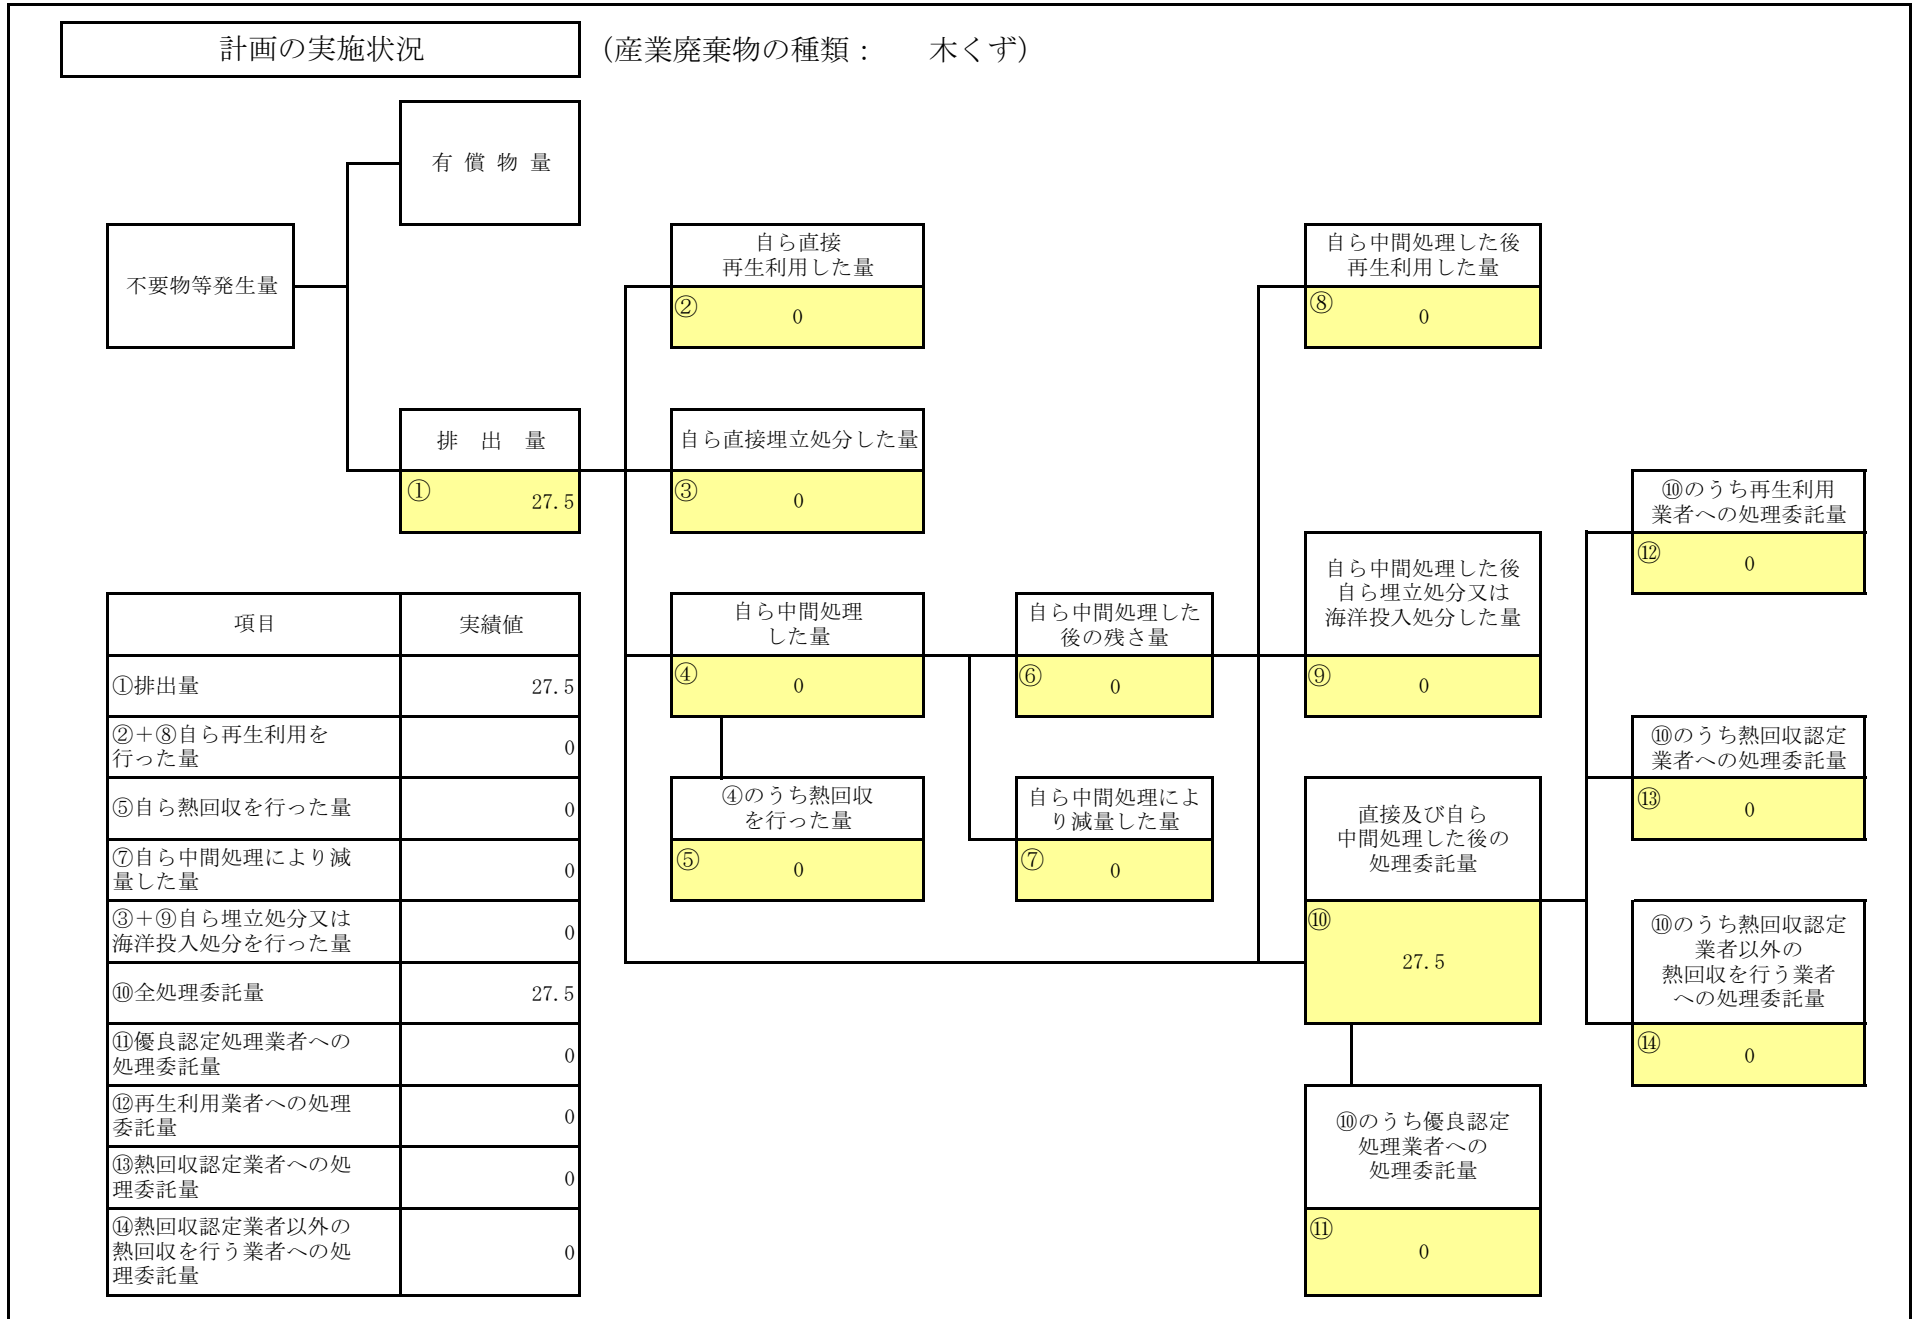 計画の実施状況
(産業廃棄物の種類： 木くず)
有 償 物 量
不要物等発生量
排 出 量
①
27.5
自ら直接
再生利用した量
②
0
自ら直接埋立処分した量
③
0
自ら中間処理
した量
④
0
④のうち熱回収
を行った量
⑤
0
自ら中間処理した
後の残さ量
⑥
0
自ら中間処理によ
り減量した量
⑦
0
自ら中間処理した後
再生利用した量
⑧
0
自ら中間処理した後
自ら埋立処分又は
海洋投入処分した量
⑨
0
直接及び自ら
中間処理した後の
処理委託量
⑩
27.5
⑩のうち優良認定
処理業者への
処理委託量
⑪
0
⑩のうち再生利用
業者への処理委託量
⑫
0
⑩のうち熱回収認定
業者への処理委託量
⑬
0
⑩のうち熱回収認定
業者以外の
熱回収を行う業者
への処理委託量
⑭
0
項目 実績値
①排出量 27.5
②＋⑧自ら再生利用を
行った量 0
⑤自ら熱回収を行った量 0
⑦自ら中間処理により減
量した量 0
③＋⑨自ら埋立処分又は
海洋投入処分を行った量 0
⑩全処理委託量 27.5
⑪優良認定処理業者への
処理委託量 0
⑫再生利用業者への処理
委託量 0
⑬熱回収認定業者への処
理委託量 0
⑭熱回収認定業者以外の
熱回収を行う業者への処
理委託量 0